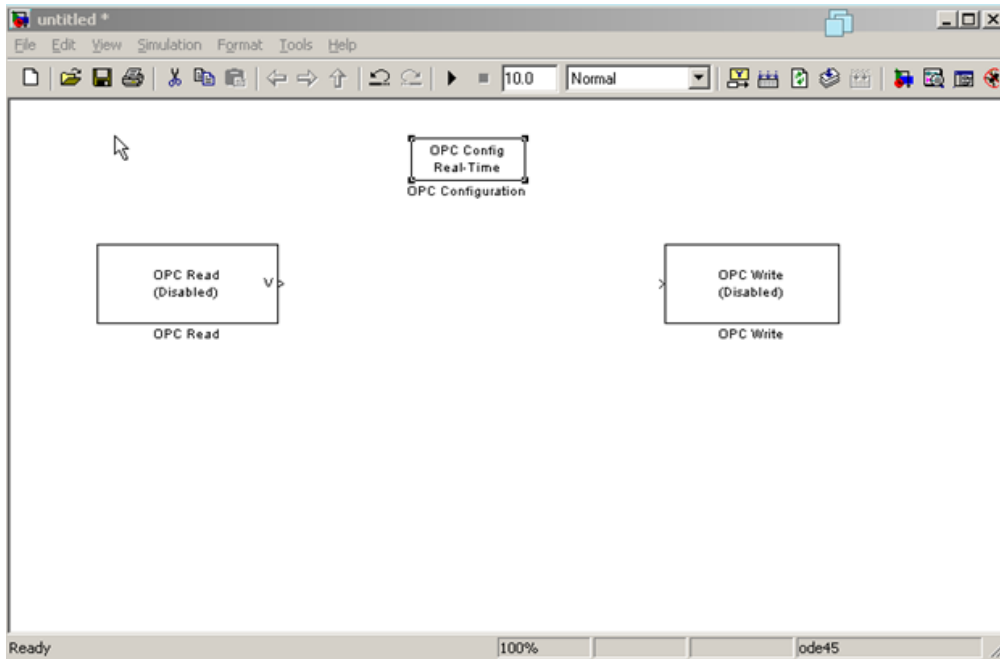 untitled *
File Edit View Simulation Format Tools Help
10.0 Normal
OPC Config
Real-Time
OPC Configuration
OPC Read
(Disabled)
V
OPC Read
OPC Write
(Disabled)
OPC Write
Ready 100% ode45